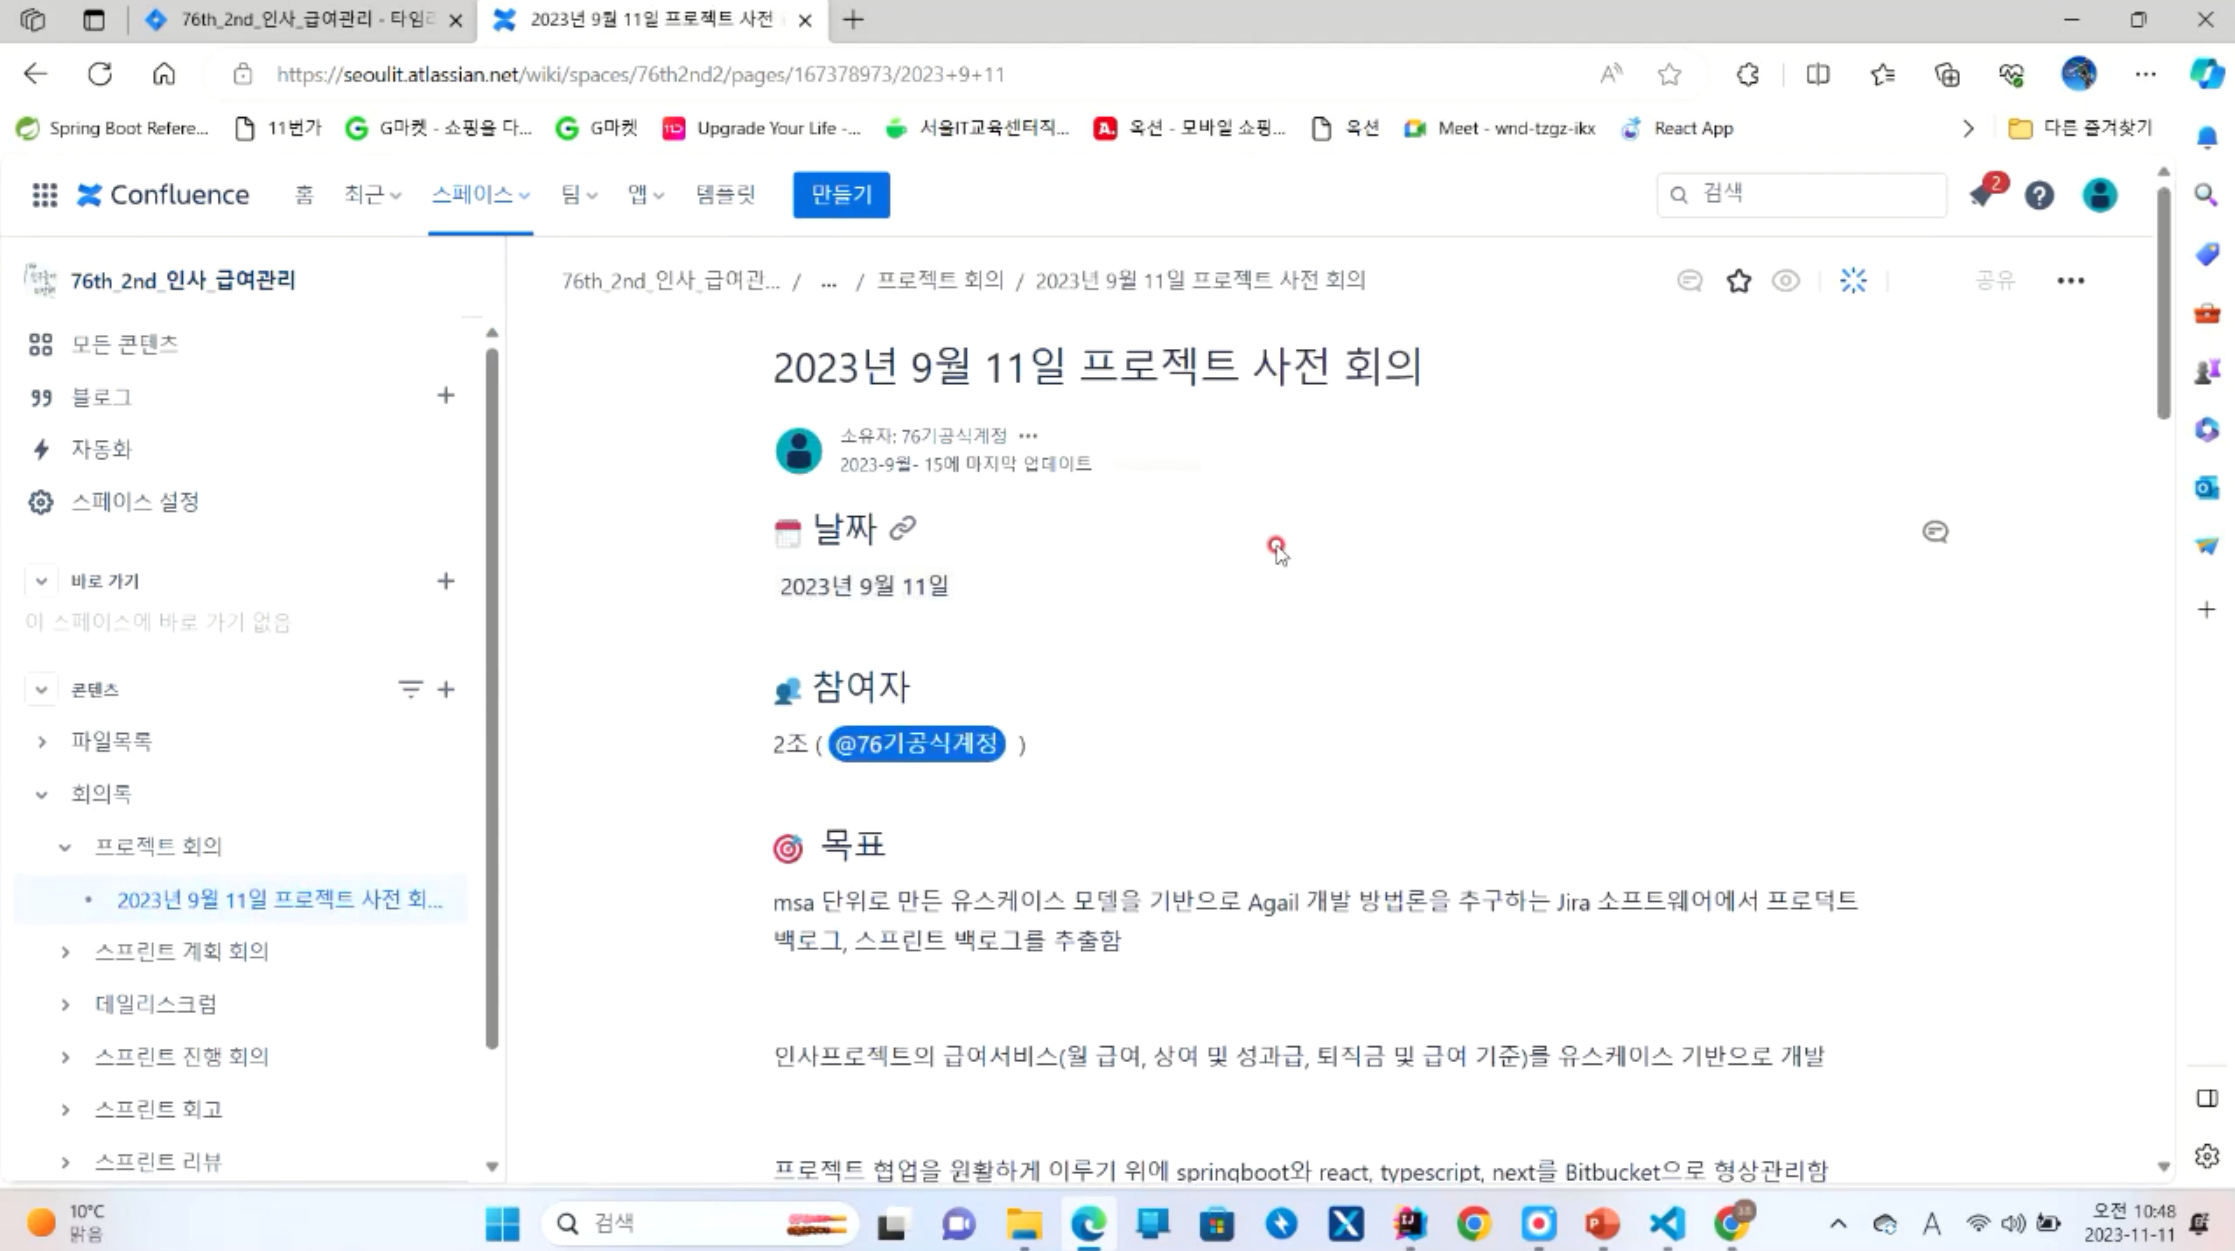 76th_2nd_인사_급여관리 - 타임
2023년 9월 11일 프로젝트 사전
https://seoulit.atlassian.net/wiki/spaces/76th2nd2/pages/167378973/2023+9+11
Spring Boot Refere...
11번가
G마켓 - 쇼핑을 다...
G마켓
Upgrade Your Life -...
서울IT교육센터직...
옥션 - 모바일 쇼핑...
옥션
Meet - wnd-tzgz-ikx
React App
다른 즐겨찾기
Confluence
홈
최근
스페이스
팀
앱
템플릿
만들기
검색
2
76th_2nd_인사_급여관리
모든 콘텐츠
블로그
자동화
스페이스 설정
바로 가기
이 스페이스에 바로 가기 없음
콘텐츠
파일목록
회의록
프로젝트 회의
2023년 9월 11일 프로젝트 사전 회...
스프린트 계획 회의
데일리스크럼
스프린트 진행 회의
스프린트 회고
스프린트 리뷰
76th_2nd_인사_급여관... / ... / 프로젝트 회의 / 2023년 9월 11일 프로젝트 사전 회의
공유
2023년 9월 11일 프로젝트 사전 회의
소유자: 76기공식계정
2023-9월- 15에 마지막 업데이트
날짜
2023년 9월 11일
참여자
2조 ( @76기공식계정 )
목표
msa 단위로 만든 유스케이스 모델을 기반으로 Agail 개발 방법론을 추구하는 Jira 소프트웨어에서 프로덕트
백로그, 스프린트 백로그를 추출함
인사프로젝트의 급여서비스(월 급여, 상여 및 성과급, 퇴직금 및 급여 기준)를 유스케이스 기반으로 개발
프로젝트 협업을 원활하게 이루기 위에 springboot와 react, typescript, next를 Bitbucket으로 형상관리함
10°C
맑음
검색
A
오전 10:48
2023-11-11